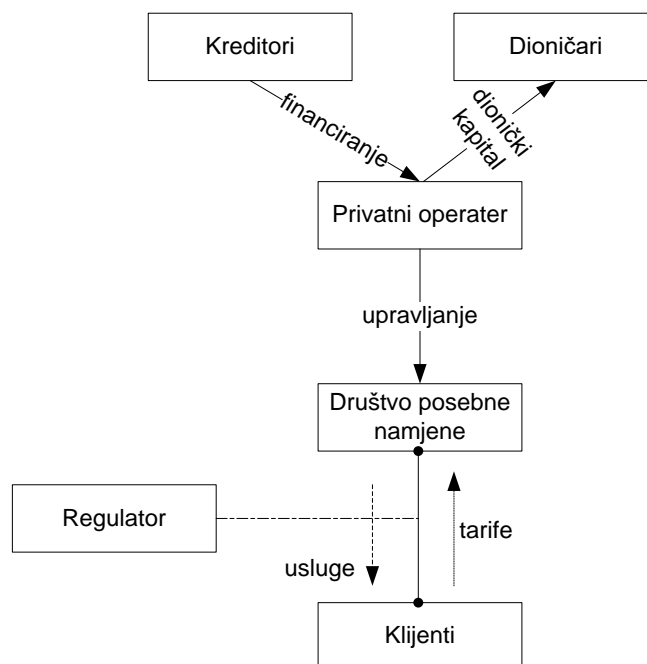 Kreditori
Dioničari
financiranje
dionički
kapital
Privatni operater
upravljanje
Društvo posebne
namjene
Regulator
tarife
usluge
Klijenti